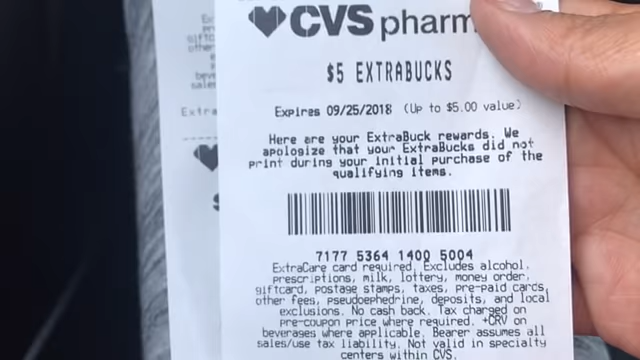 CVS pharm
$5 EXTRABUCKS
Expires 09/25/2018 (Up to $5.00 value)
Here are your ExtraBuck rewards. We
apologize that your ExtraBucks did not
print during your initial purchase of the
qualifying items.
7177 5364 1400 5004
ExtraCare card required. Excludes alcohol,
prescriptions, milk, lottery, money order,
giftcard, postage stamps, taxes, pre-paid cards,
other fees, pseudoephedrine, deposits, and local
exclusions. No cash back. Tax charged on
pre-coupon price where required. +CRV on
beverages where applicable. Bearer assumes all
sales/use tax liability. Not valid in specialty
centers within CVS.